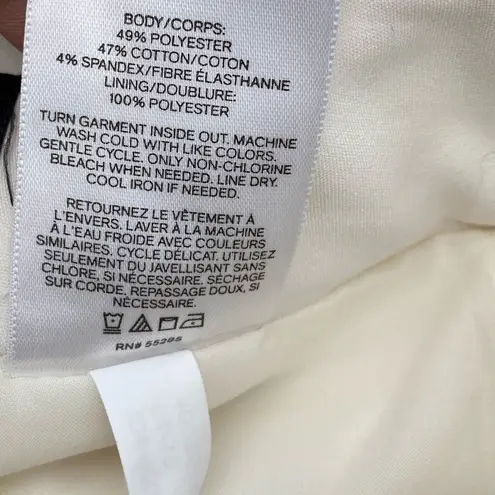 BODY/CORPS:
49% POLYESTER
47% COTTON/COTON
4% SPANDEX/FIBRE ÉLASTHANNE
LINING/DOUBLURE:
100% POLYESTER
TURN GARMENT INSIDE OUT. MACHINE
WASH COLD WITH LIKE COLORS.
GENTLE CYCLE. ONLY NON-CHLORINE
BLEACH WHEN NEEDED. LINE DRY.
COOL IRON IF NEEDED.
RETOURNEZ LE VÊTEMENT À
L'ENVERS. LAVER À LA MACHINE
À L'EAU FROIDE AVEC COULEURS
SIMILAIRES. CYCLE DÉLICAT. UTILISEZ
SEULEMENT DU JAVELLISANT SANS
CHLORE, SI NÉCESSAIRE. SÉCHAGE
SUR CORDE. REPASSAGE DOUX, SI
NÉCESSAIRE.
RN# 55285